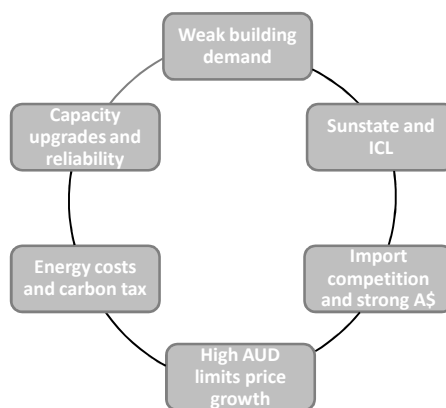 Weak building
demand
Sunstate and
ICL
Import
competition
and strong A$
High AUD
limits price
growth
Energy costs
and carbon tax
Capacity
upgrades and
reliability